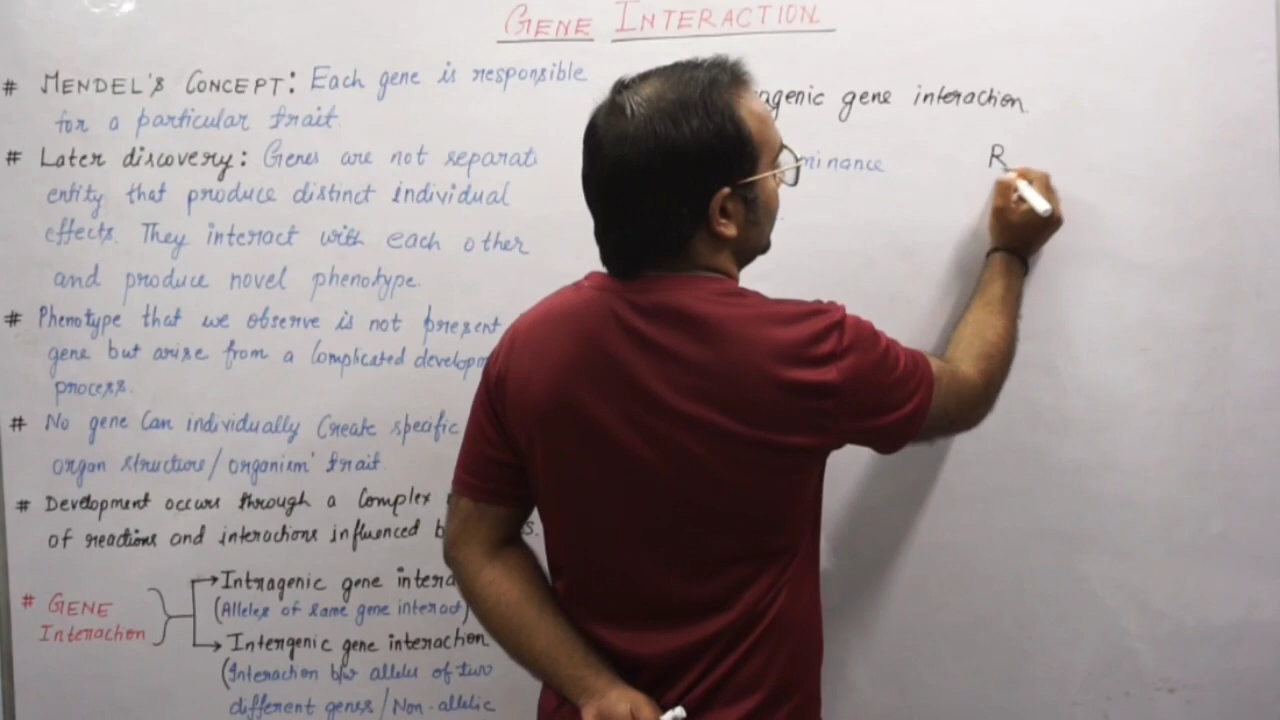 GENE INTERACTION
# MENDEL'S CONCEPT: Each gene is responsible
for a particular trait.
# Later discovery: Genes are not separate
entity that produce distinct individual
effects. They interact with each other
and produce novel phenotype.
# Phenotype that we observe is not present
gene but arise from a Complicated develop
process.
# No gene Can individually Create specific
organ structure/organism' trait.
# Development occurs through a Complex
of reactions and interactions influenced b
s.
# GENE
Interaction
Intragenic gene intera
(Alleles of same gene interact)
Intergenic gene interaction
(Interaction b/w alleles of two
different genes/Non-allelic
agenic gene interaction
minance
R